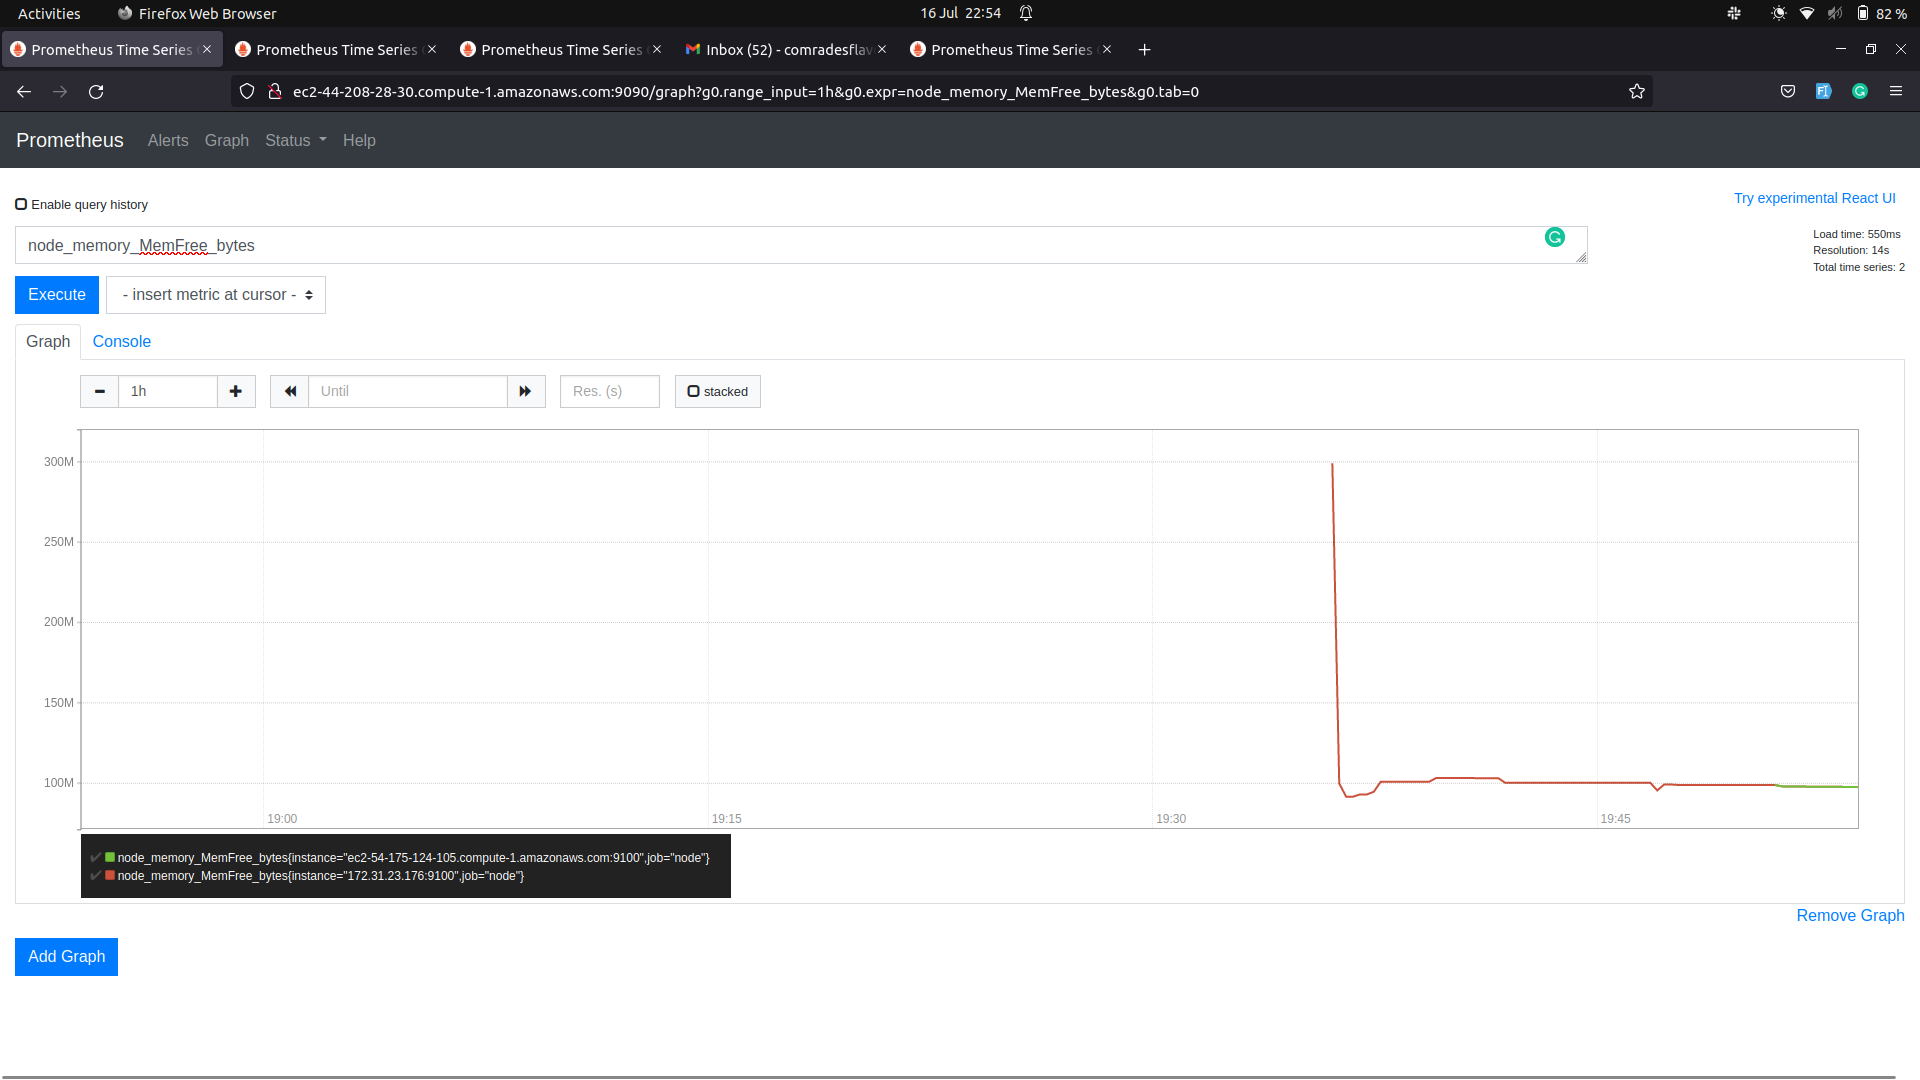 Activities Firefox Web Browser 16 Jul 22:54 82 %
Prometheus Time Series Prometheus Time Series Prometheus Time Series Inbox (52) - comradesflav Prometheus Time Series
ec2-44-208-28-30.compute-1.amazonaws.com:9090/graph?g0.range_input=1h&g0.expr=node_memory_MemFree_bytes&g0.tab=0
Prometheus Alerts Graph Status Help
Enable query history
Try experimental React UI
node_memory_MemFree_bytes
Load time: 550ms
Resolution: 14s
Total time series: 2
Execute - insert metric at cursor -
Graph Console
1h Until Res. (s) stacked
300M
250M
200M
150M
100M
19:00 19:15 19:30 19:45
node_memory_MemFree_bytes{instance="ec2-54-175-124-105.compute-1.amazonaws.com:9100",job="node"}
node_memory_MemFree_bytes{instance="172.31.23.176:9100",job="node"}
Remove Graph
Add Graph